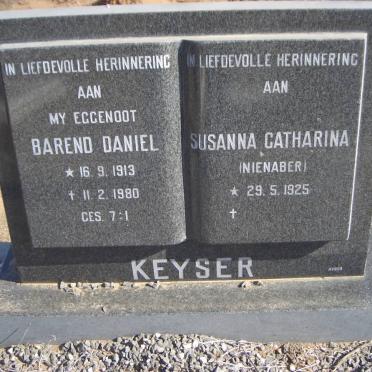 IN LIEFDEVOLLE HERINNERING
AAN
MY EGGENOOT
BAREND DANIEL
* 16.9.1913
† 11.2.1980
GES. 7:1
IN LIEFDEVOLLE HERINNERING
AAN
SUSANNA CATHARINA
(NIENABER)
* 29.5.1925
†
KEYSER